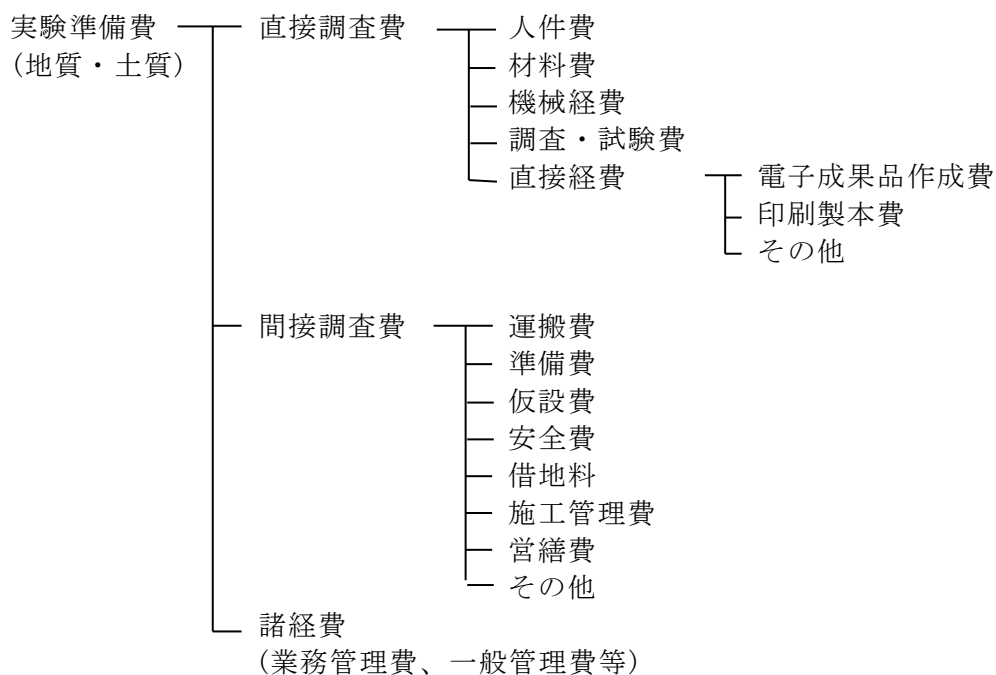 実験準備費 直接調査費 人件費
(地質・土質) 材料費
機械経費
調査・試験費
直接経費 電子成果品作成費
印刷製本費
その他
間接調査費 運搬費
準備費
仮設費
安全費
借地料
施工管理費
営繕費
その他
諸経費
(業務管理費、一般管理費等)